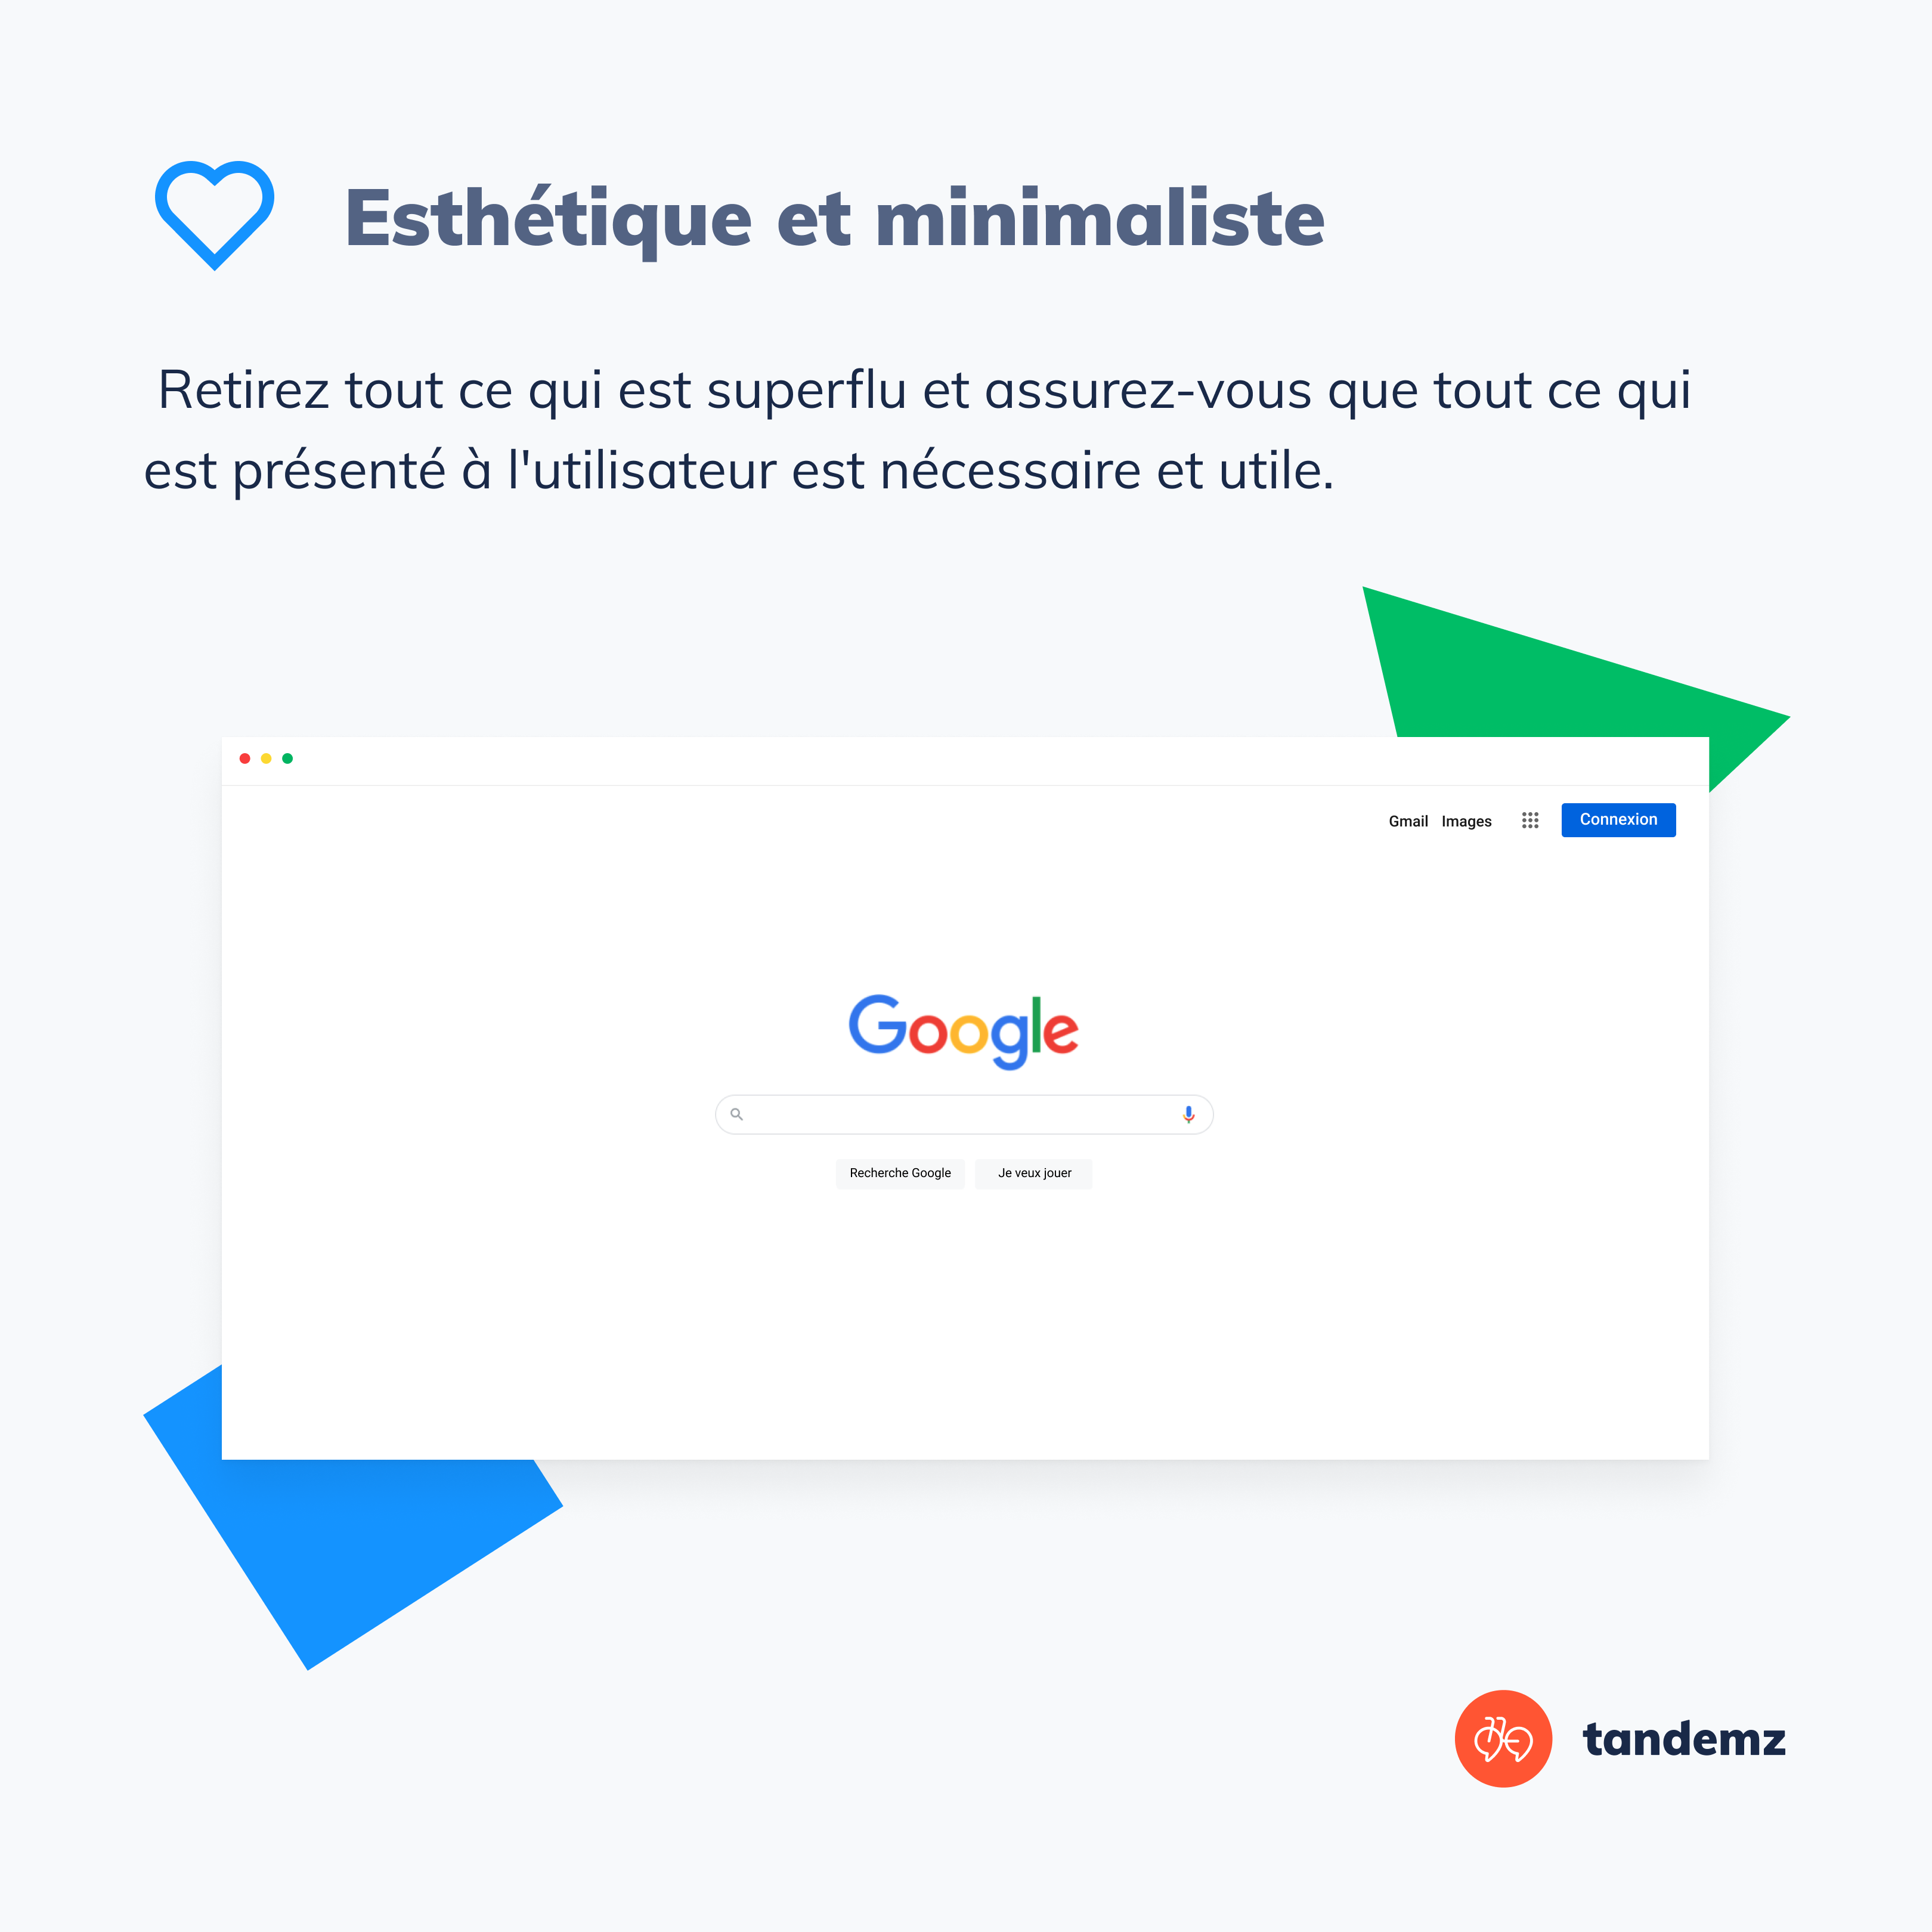 Esthétique et minimaliste
Retirez tout ce qui est superflu et assurez-vous que tout ce qui
est présenté à l'utilisateur est nécessaire et utile.
Gmail Images Connexion
Google
Recherche Google Je veux jouer
tandemz